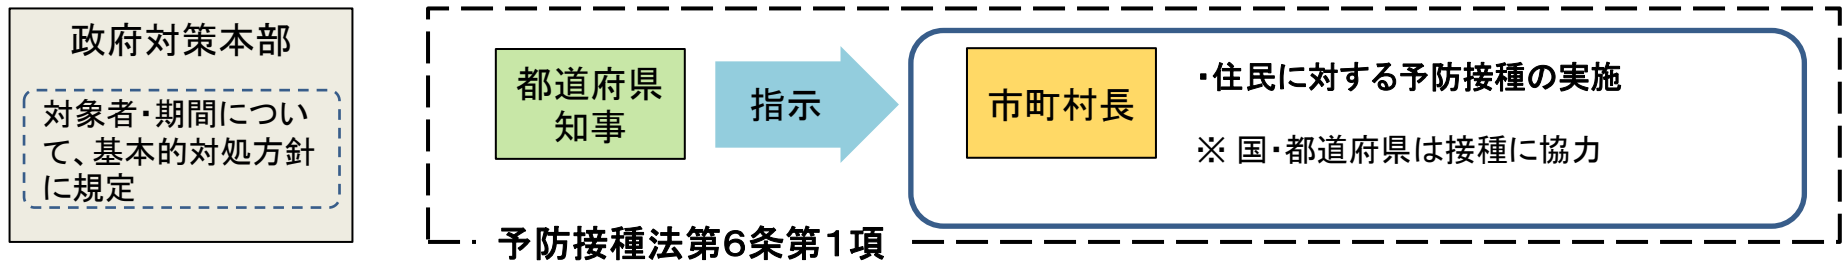 政府対策本部
対象者・期間につい
て、基本的対処方針
に規定
都道府県
知事
指示
市町村長
・住民に対する予防接種の実施
※ 国・都道府県は接種に協力
予防接種法第６条第１項